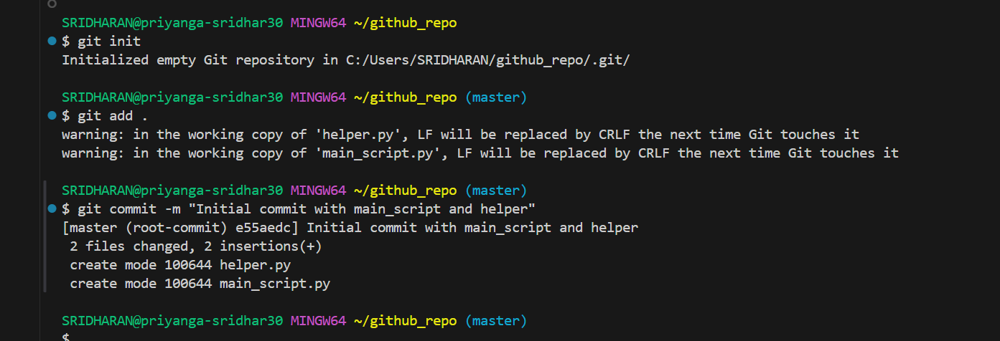 SRIDHARAN@priyanga-sridhar30 MINGW64 ~/github_repo
$ git init
Initialized empty Git repository in C:/Users/SRIDHARAN/github_repo/.git/
SRIDHARAN@priyanga-sridhar30 MINGW64 ~/github_repo (master)
$ git add .
warning: in the working copy of 'helper.py', LF will be replaced by CRLF the next time Git touches it
warning: in the working copy of 'main_script.py', LF will be replaced by CRLF the next time Git touches it
SRIDHARAN@priyanga-sridhar30 MINGW64 ~/github_repo (master)
$ git commit -m "Initial commit with main_script and helper"
[master (root-commit) e55aedc] Initial commit with main_script and helper
 2 files changed, 2 insertions(+)
 create mode 100644 helper.py
 create mode 100644 main_script.py
SRIDHARAN@priyanga-sridhar30 MINGW64 ~/github_repo (master)
$